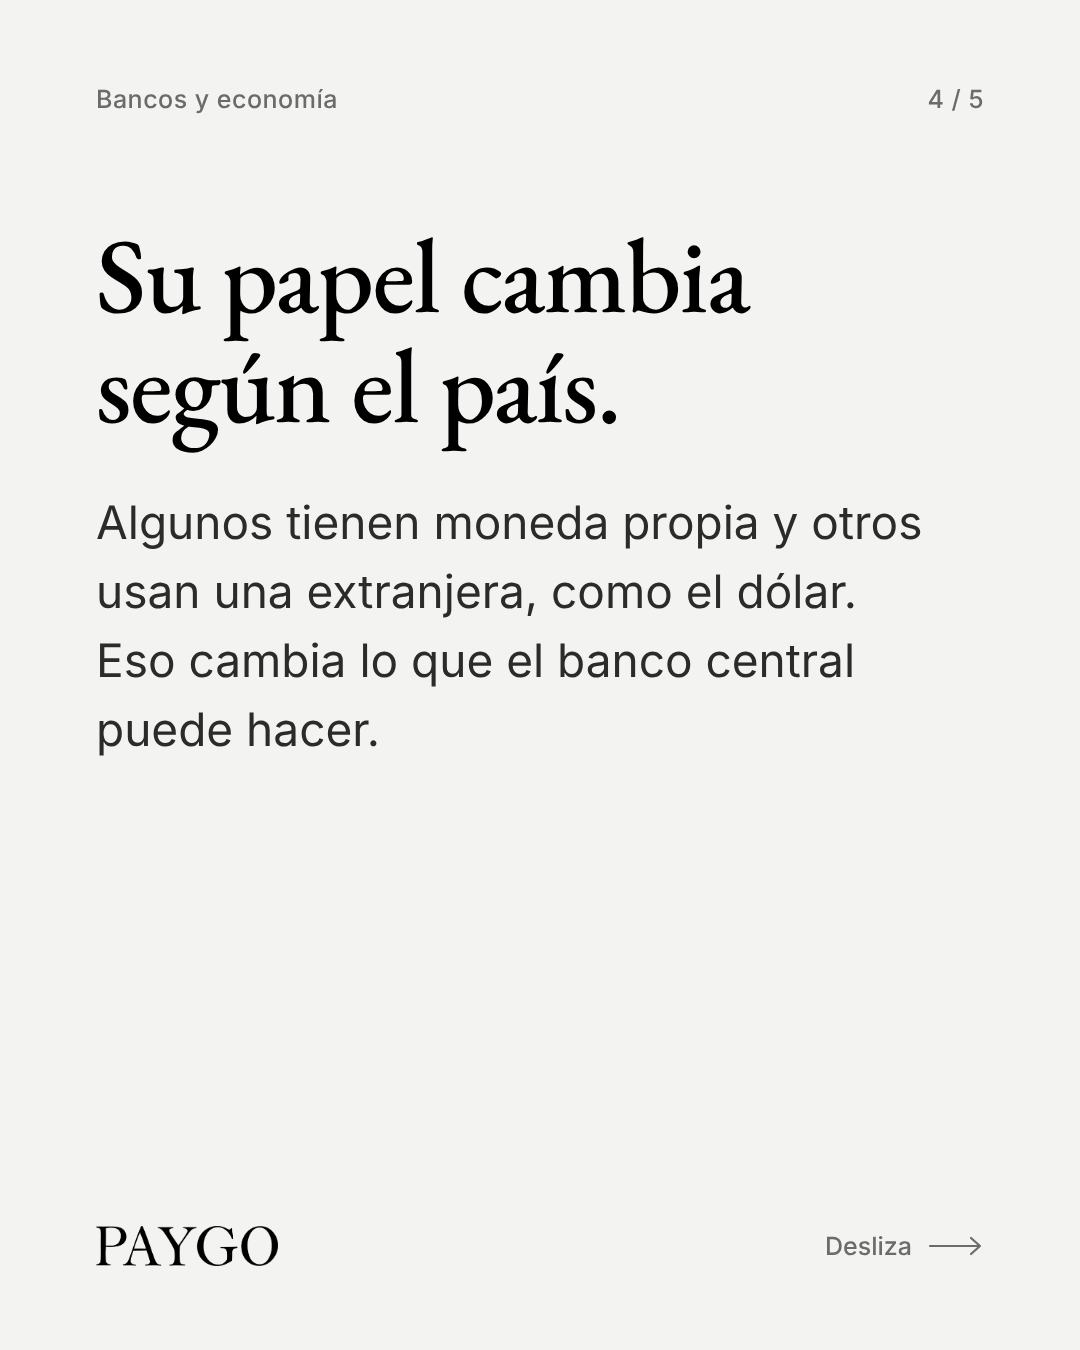 Bancos y economía
4 / 5
Su papel cambia
según el país.
Algunos tienen moneda propia y otros
usan una extranjera, como el dólar.
Eso cambia lo que el banco central
puede hacer.
PAYGO
Desliza